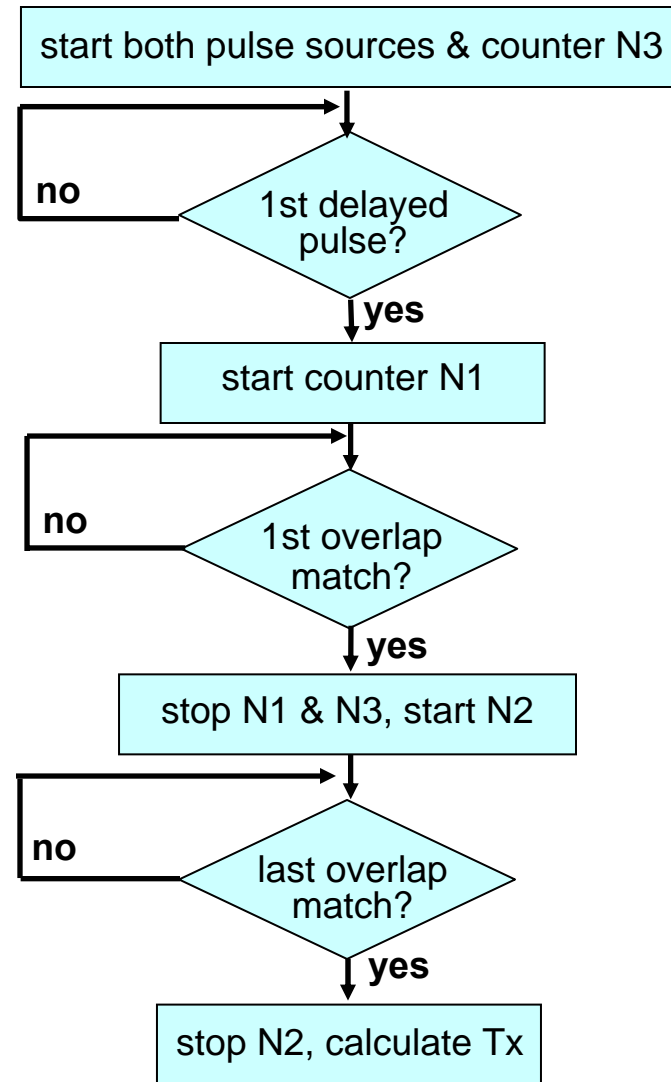 start both pulse sources & counter N3
no
1st delayed
pulse?
yes
start counter N1
no
1st overlap
match?
yes
stop N1 & N3, start N2
no
last overlap
match?
yes
stop N2, calculate Tx